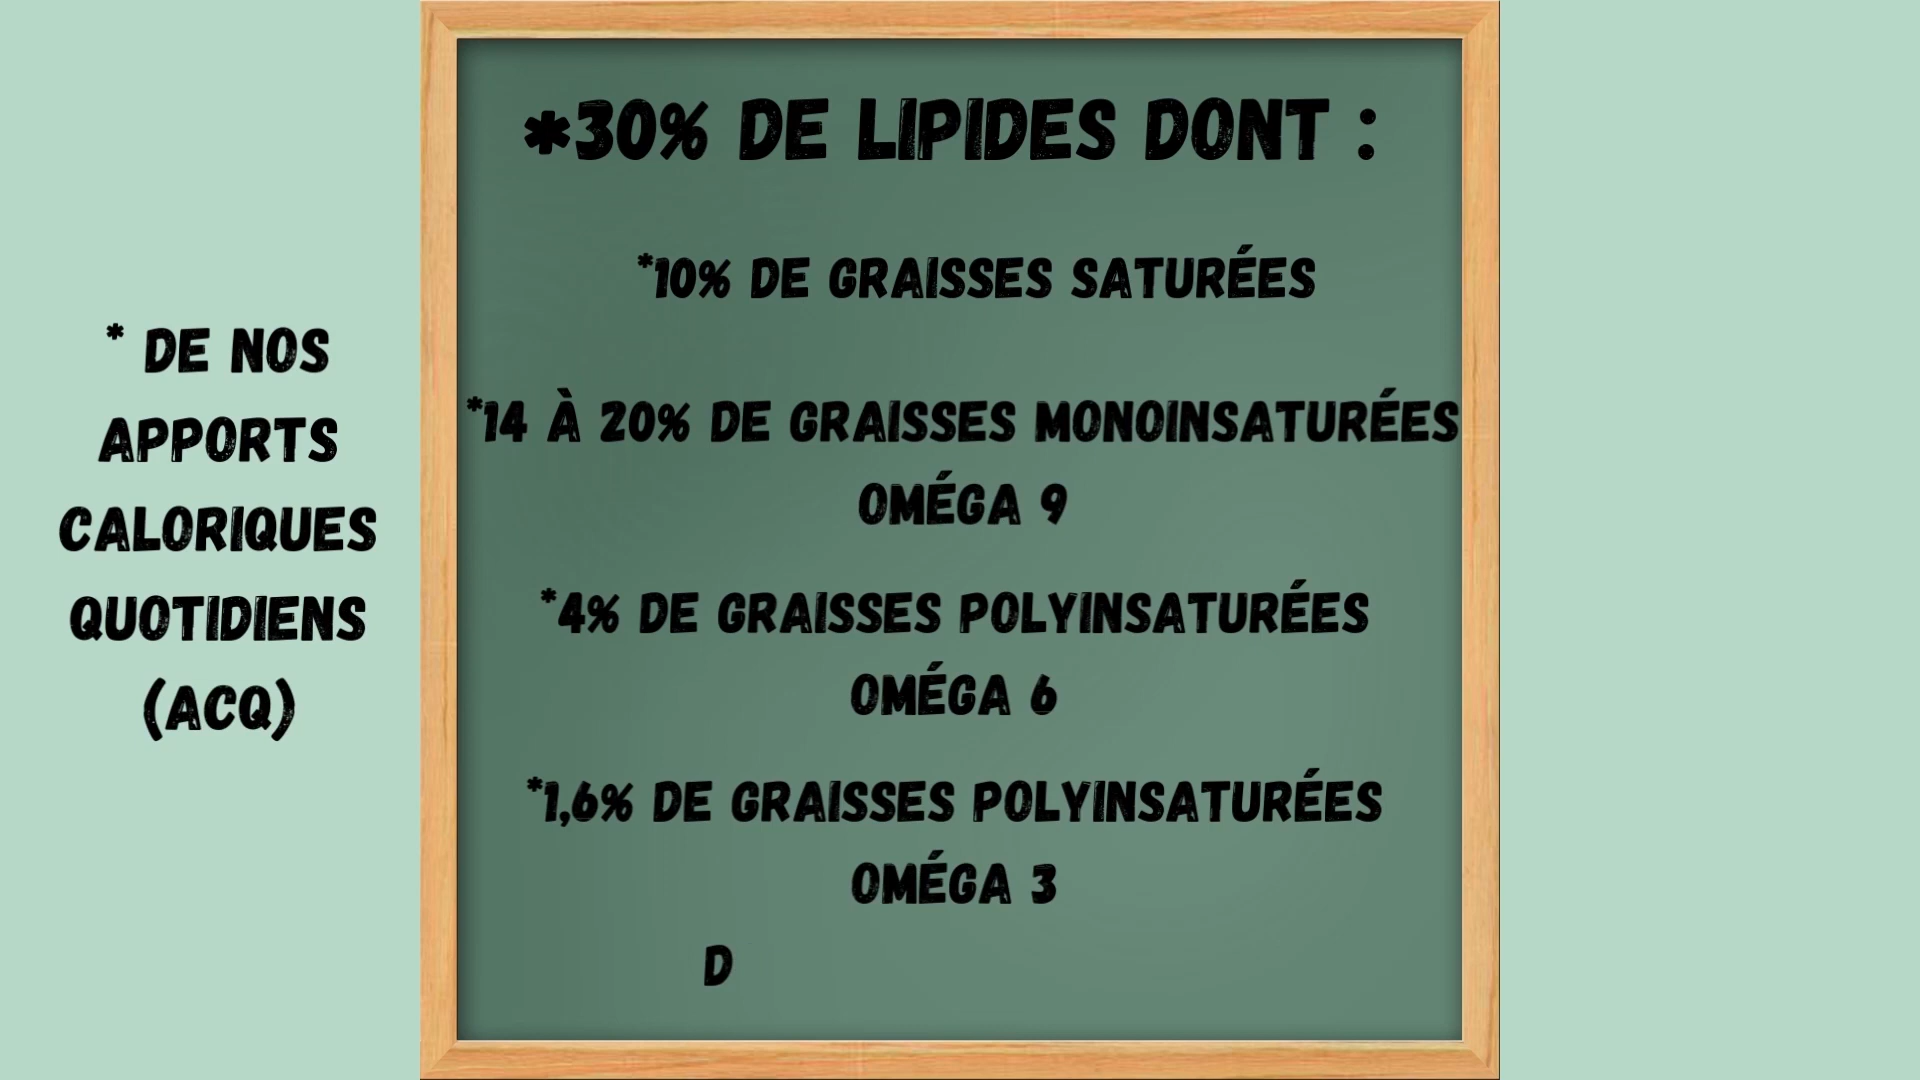 * DE NOS
APPORTS
CALORIQUES
QUOTIDIENS
(ACQ)
*30% DE LIPIDES DONT :
*10% DE GRAISSES SATURÉES
*14 À 20% DE GRAISSES MONOINSATURÉES
OMÉGA 9
*4% DE GRAISSES POLYINSATURÉES
OMÉGA 6
*1,6% DE GRAISSES POLYINSATURÉES
OMÉGA 3
D